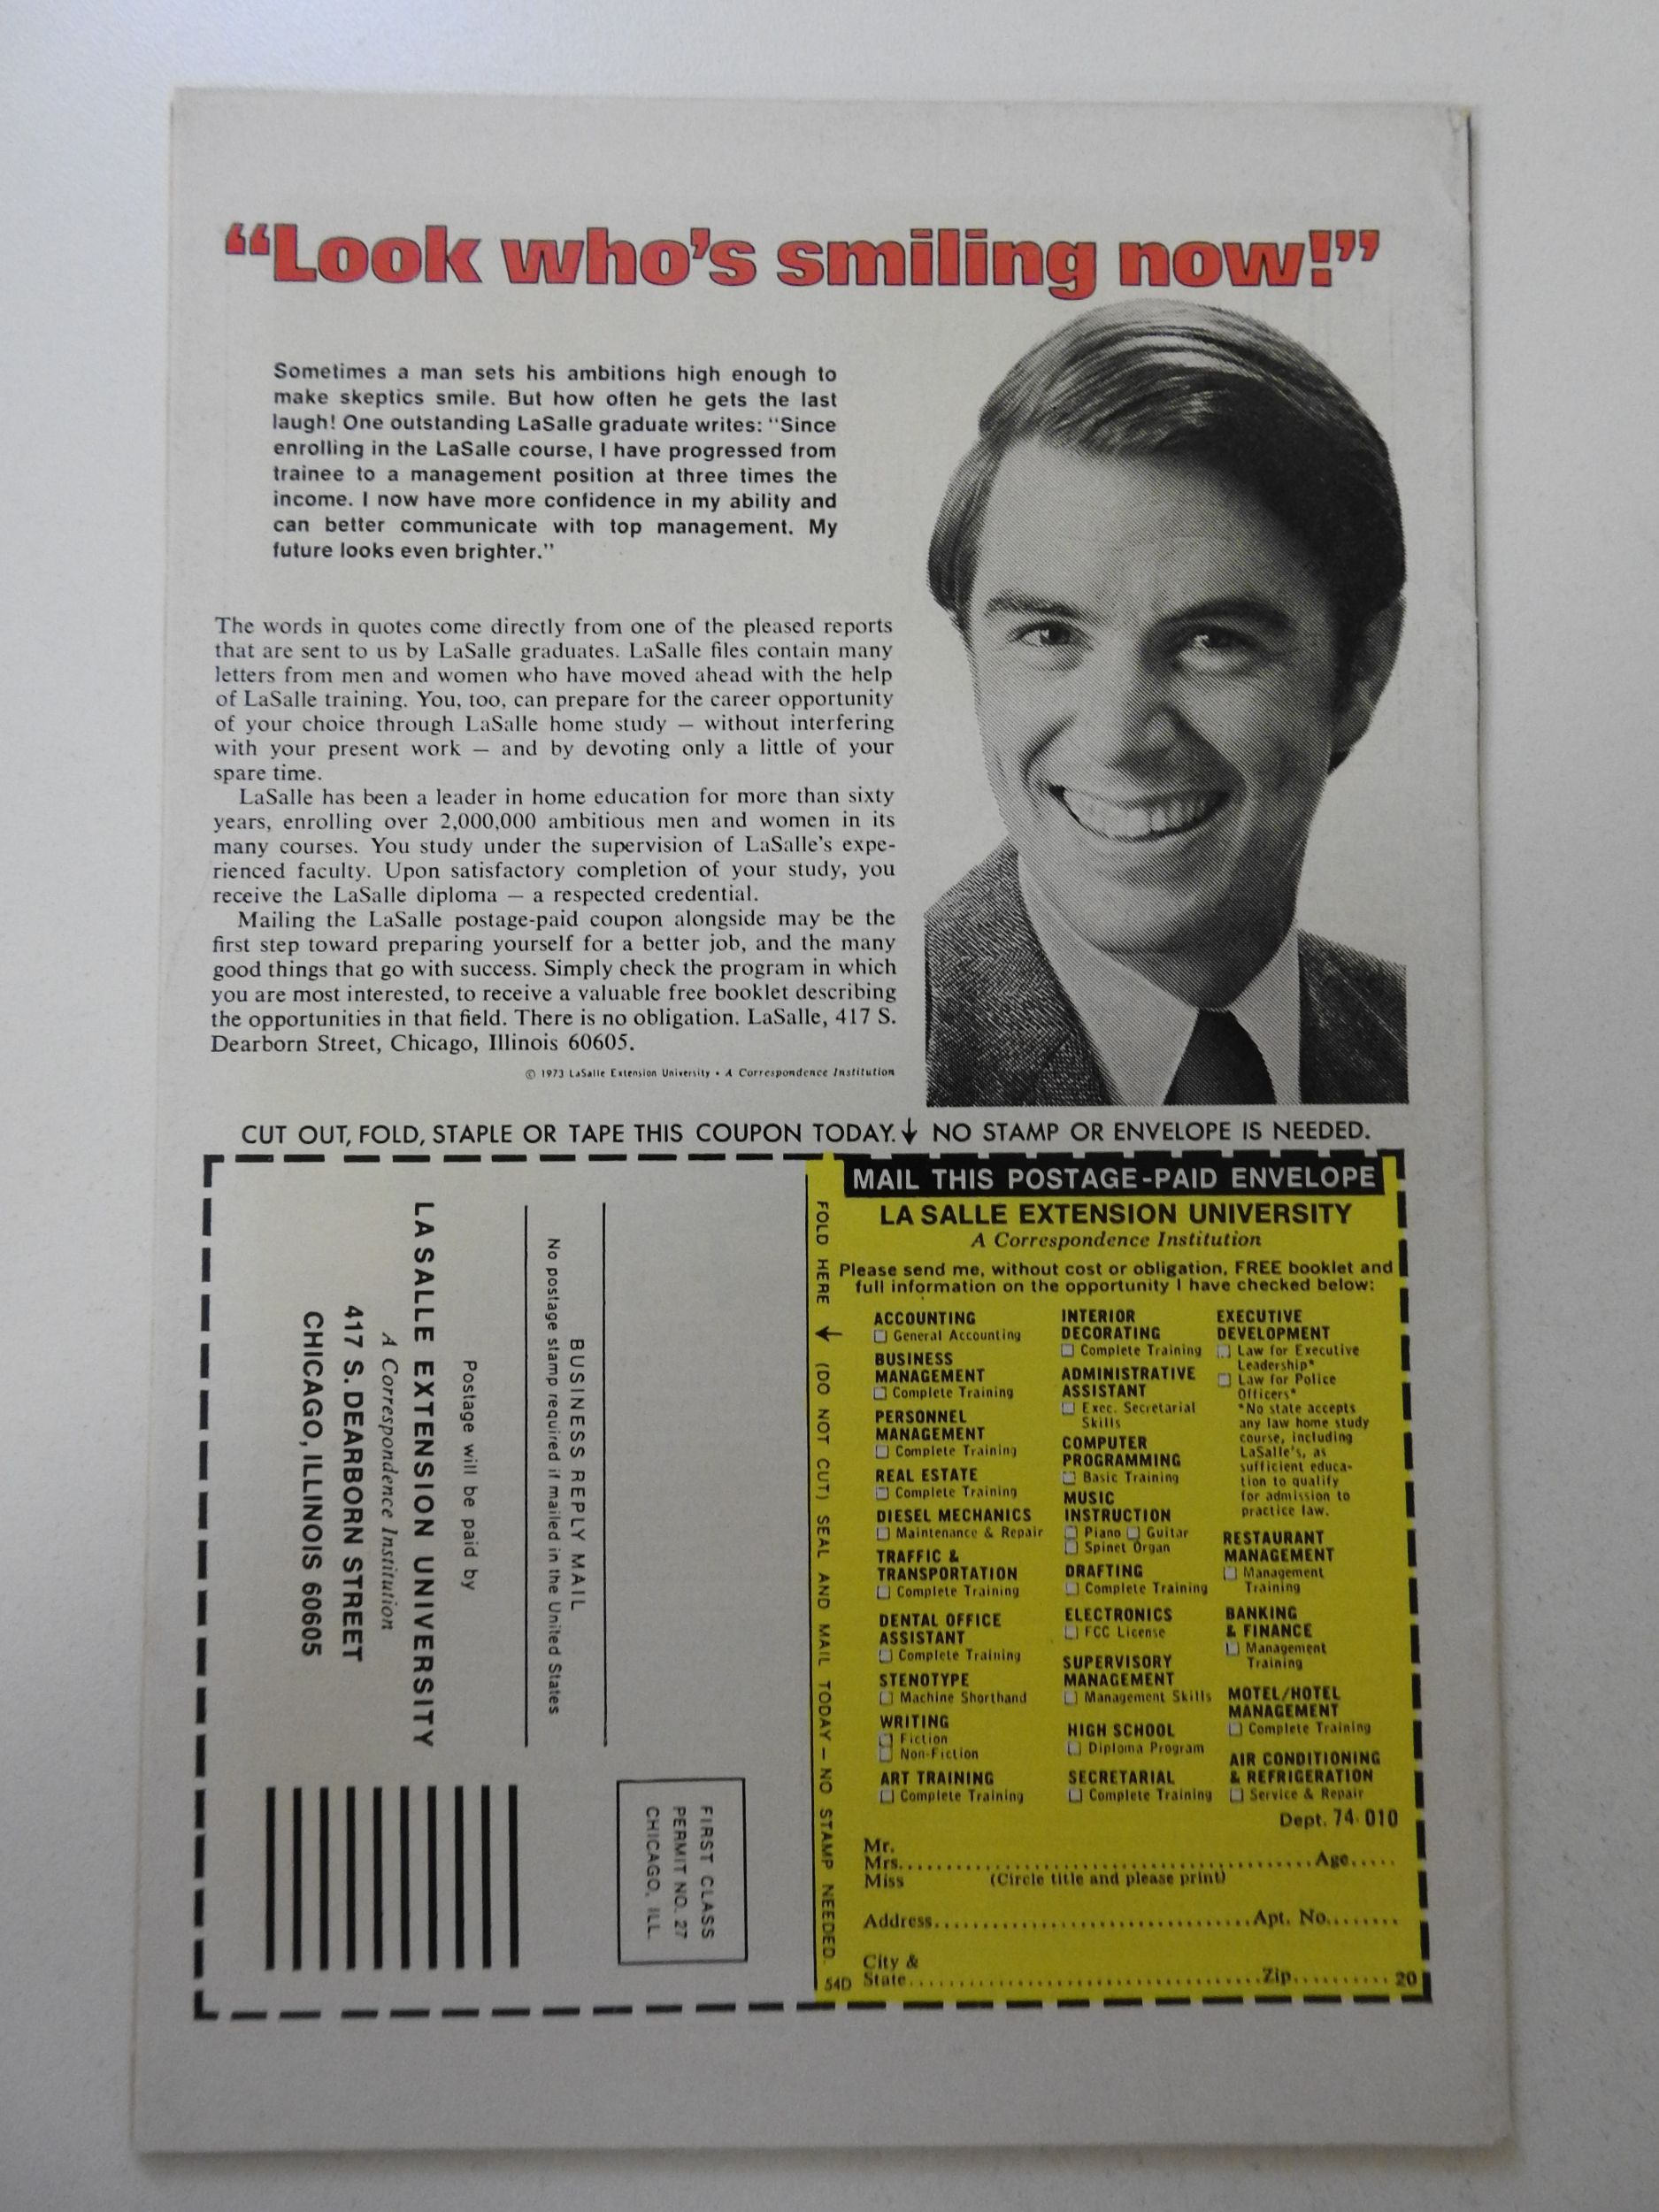 “Look who’s smiling now!”
Sometimes a man sets his ambitions high enough to
make skeptics smile. But how often he gets the last
laugh! One outstanding LaSalle graduate writes: “Since
enrolling in the LaSalle course, I have progressed from
trainee to a management position at three times the
income. I now have more confidence in my ability and
can better communicate with top management. My
future looks even brighter.”
The words in quotes come directly from one of the pleased reports
that are sent to us by LaSalle graduates. LaSalle files contain many
letters from men and women who have moved ahead with the help
of LaSalle training. You, too, can prepare for the career opportunity
of your choice through LaSalle home study — without interfering
with your present work — and by devoting only a little of your
spare time.
LaSalle has been a leader in home education for more than sixty
years, enrolling over 2,000,000 ambitious men and women in its
many courses. You study under the supervision of LaSalle’s expe-
rienced faculty. Upon satisfactory completion of your study, you
receive the LaSalle diploma — a respected credential.
Mailing the LaSalle postage-paid coupon alongside may be the
first step toward preparing yourself for a better job, and the many
good things that go with success. Simply check the program in which
you are most interested, to receive a valuable free booklet describing
the opportunities in that field. There is no obligation. LaSalle, 417 S.
Dearborn Street, Chicago, Illinois 60605.
© 1973 LaSalle Extension University • A Correspondence Institution
CUT OUT, FOLD, STAPLE OR TAPE THIS COUPON TODAY. NO STAMP OR ENVELOPE IS NEEDED.
FIRST CLASS
PERMIT NO. 27
CHICAGO, ILL.
BUSINESS REPLY MAIL
No postage stamp required if mailed in the United States
Postage will be paid by
LA SALLE EXTENSION UNIVERSITY
A Correspondence Institution
417 S. DEARBORN STREET
CHICAGO, ILLINOIS 60605
FOLD HERE (DO NOT CUT) SEAL AND MAIL TODAY — NO STAMP NEEDED.
MAIL THIS POSTAGE-PAID ENVELOPE
LA SALLE EXTENSION UNIVERSITY
A Correspondence Institution
Please send me, without cost or obligation, FREE booklet and
full information on the opportunity I have checked below:
ACCOUNTING
General Accounting
BUSINESS
MANAGEMENT
Complete Training
PERSONNEL
MANAGEMENT
Complete Training
REAL ESTATE
Complete Training
DIESEL MECHANICS
Maintenance & Repair
TRAFFIC &
TRANSPORTATION
Complete Training
DENTAL OFFICE
ASSISTANT
Complete Training
STENOTYPE
Machine Shorthand
WRITING
Fiction
Non-Fiction
ART TRAINING
Complete Training
INTERIOR
DECORATING
Complete Training
ADMINISTRATIVE
ASSISTANT
Exec. Secretarial
Skills
COMPUTER
PROGRAMMING
Basic Training
MUSIC
INSTRUCTION
Piano Guitar
Spinet Organ
DRAFTING
Complete Training
ELECTRONICS
FCC License
SUPERVISORY
MANAGEMENT
Management Skills
HIGH SCHOOL
Diploma Program
SECRETARIAL
Complete Training
EXECUTIVE
DEVELOPMENT
Law for Executive
Leadership*
Law for Police
Officers*
*No state accepts
any law home study
course, including
LaSalle’s, as
sufficient educa-
tion to qualify
for admission to
practice law.
RESTAURANT
MANAGEMENT
Management
Training
BANKING
& FINANCE
Management
Training
MOTEL/HOTEL
MANAGEMENT
Complete Training
AIR CONDITIONING
& REFRIGERATION
Service & Repair
Dept. 74-010
Mr.
Mrs. Age
Miss (Circle title and please print)
Address Apt. No.
City &
State Zip 20
54D